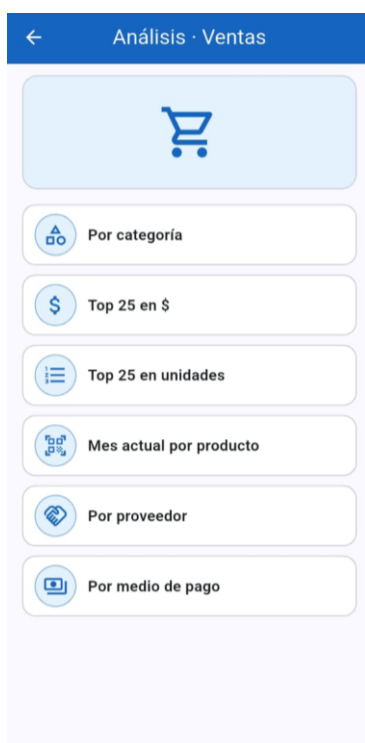 Análisis · Ventas
Por categoría
Top 25 en $
Top 25 en unidades
Mes actual por producto
Por proveedor
Por medio de pago